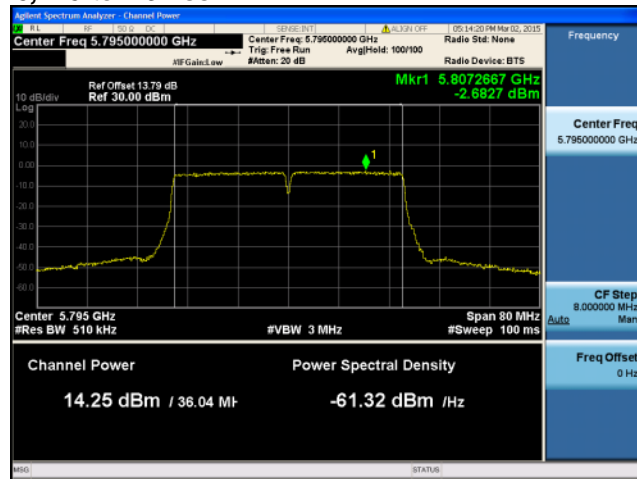 Agilent Spectrum Analyzer - Channel Power
RL RF 50 Ω DC SENSE:INT ALIGN OFF 05:14:20 PM Mar 02, 2015
Center Freq 5.795000000 GHz
Center Freq: 5.795000000 GHz Radio Std: None
Trig: Free Run Avg|Hold: 100/100
#IFGain:Low #Atten: 20 dB Radio Device: BTS
Mkr1 5.8072667 GHz
-2.6827 dBm
Ref Offset 13.79 dB
10 dB/div Ref 30.00 dBm
Log
20.0
10.0
0.00
-10.0
-20.0
-30.0
-40.0
-50.0
-60.0
1
Center 5.795 GHz Span 80 MHz
#Res BW 510 kHz #VBW 3 MHz #Sweep 100 ms
Channel Power Power Spectral Density
14.25 dBm / 36.04 MH -61.32 dBm /Hz
MSG STATUS
Frequency
Center Freq
5.795000000 GHz
CF Step
8.000000 MHz
Auto Man
Freq Offset
0 Hz